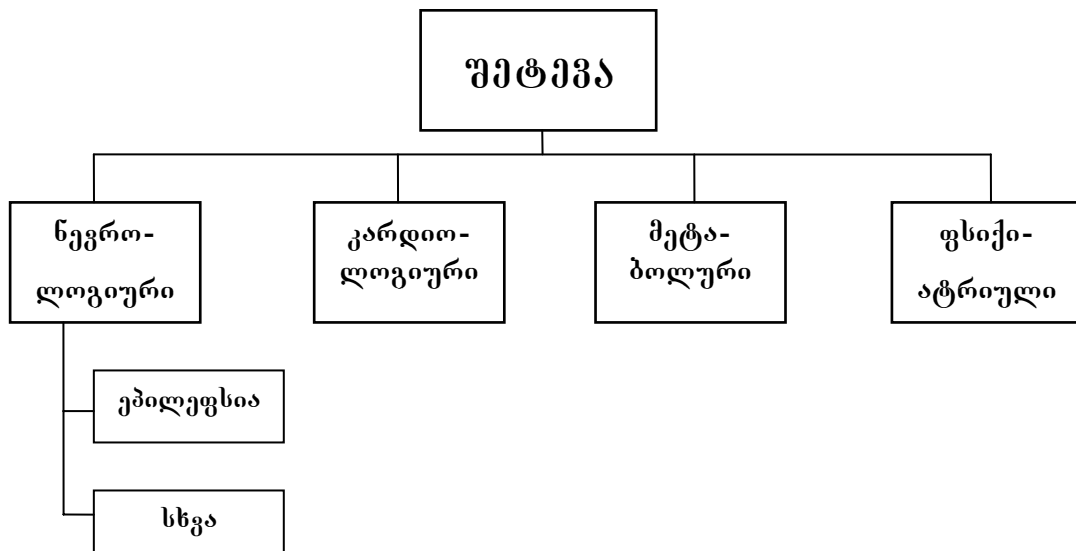 შეტევა
ნევრო-
ლოგიური
კარდიო-
ლოგიური
მეტა-
ბოლური
ფსიქი-
ატრიული
ეპილეფსია
სხვა